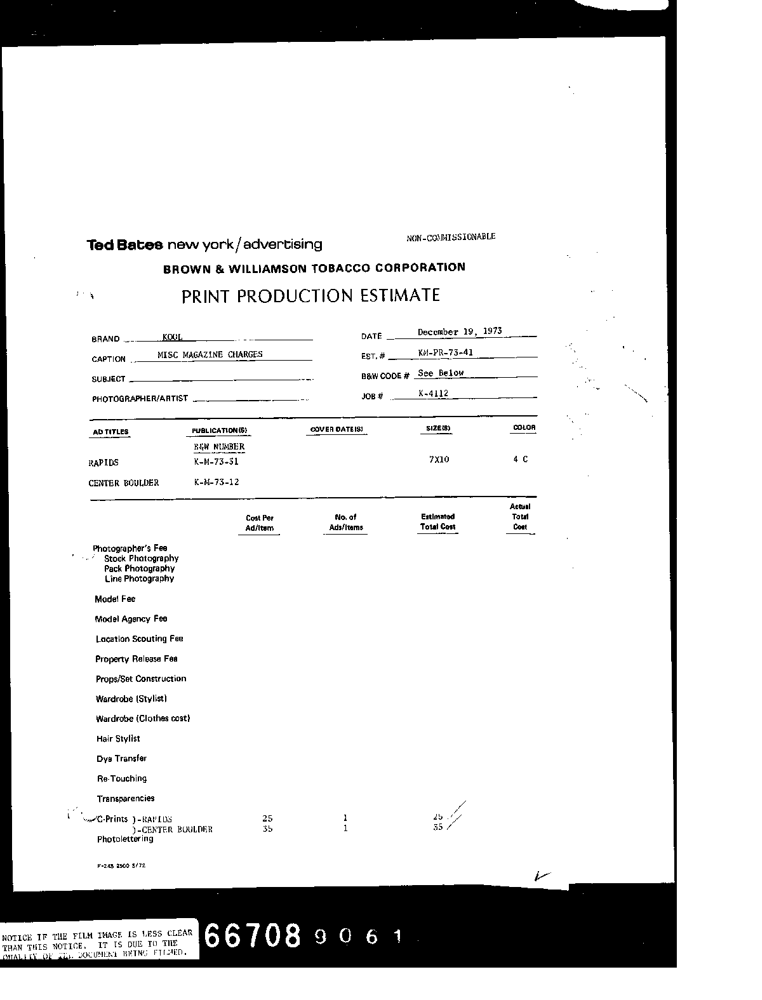 NON-COMMISSIONABLE
Ted Bates new york/advertising
BROWN & WILLIAMSON TOBACCO CORPORATION
PRINT PRODUCTION ESTIMATE
BRAND KOOL DATE December 19, 1973
CAPTION MISC MAGAZINE CHARGES EST. # KM-PR-73-41
SUBJECT B&W CODE # See Below
PHOTOGRAPHER/ARTIST JOB # K-4112
AD TITLES PUBLICATION(S) COVER DATE(S) SIZE(S) COLOR
B&W NUMBER
RAPIDS K-M-73-51 7X10 4 C
CENTER BOULDER K-M-73-12
Cost Per Ad/Item No. of Ads/Items Estimated Total Cost Actual Total Cost
Photographer's Fee
Stock Photography
Pack Photography
Line Photography
Model Fee
Model Agency Fee
Location Scouting Fee
Property Release Fee
Props/Set Construction
Wardrobe (Stylist)
Wardrobe (Clothes cost)
Hair Stylist
Dye Transfer
Re-Touching
Transparencies
C-Prints )-RAPIDS 25 1 25
)-CENTER BOULDER 35 1 35
Photolettering
F-245 2500 5/72
NOTICE IF THE FILM IMAGE IS LESS CLEAR
THAN THIS NOTICE, IT IS DUE TO THE
QUALITY OF THE DOCUMENT BEING FILMED.
66708 9061